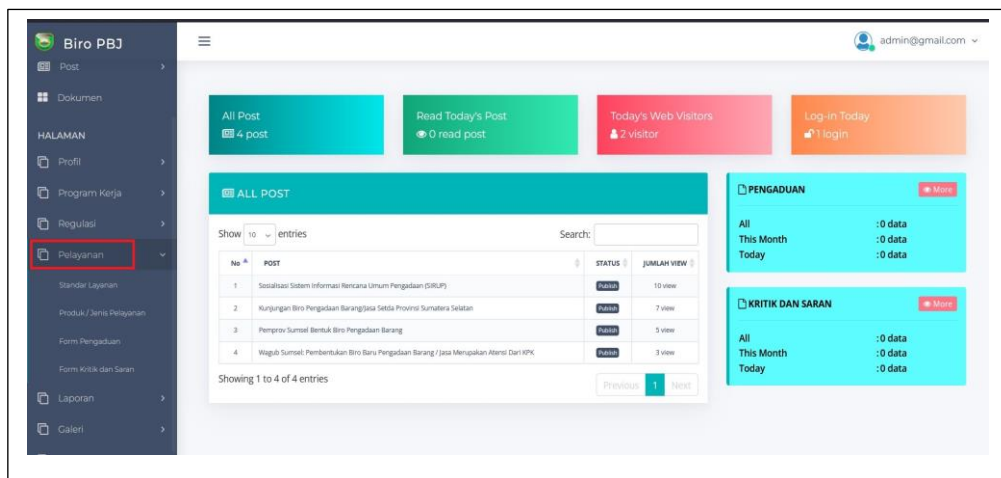 Biro PBJ
admin@gmail.com
Post
Dokumen
HALAMAN
Profil
Program Kerja
Regulasi
Pelayanan
Standar Layanan
Produk / Jenis Pelayanan
Form Pengaduan
Form Kritik dan Saran
Laporan
Galeri
All Post
4 post
Read Today's Post
0 read post
Today's Web Visitors
2 visitor
Log-in Today
1 login
ALL POST
Show 10 entries Search:
No POST STATUS JUMLAH VIEW
1 Sosialisasi Sistem Informasi Rencana Umum Pengadaan (SIRUP) Publish 10 view
2 Kunjungan Biro Pengadaan Barang/Jasa Setda Provinsi Sumatera Selatan Publish 7 view
3 Pemprov Sumsel Bentuk Biro Pengadaan Barang Publish 5 view
4 Wagub Sumsel: Pembentukan Biro Baru Pengadaan Barang / Jasa Merupakan Atensi Dari KPK Publish 3 view
Showing 1 to 4 of 4 entries
Previous 1 Next
PENGADUAN More
All : 0 data
This Month : 0 data
Today : 0 data
KRITIK DAN SARAN More
All : 0 data
This Month : 0 data
Today : 0 data